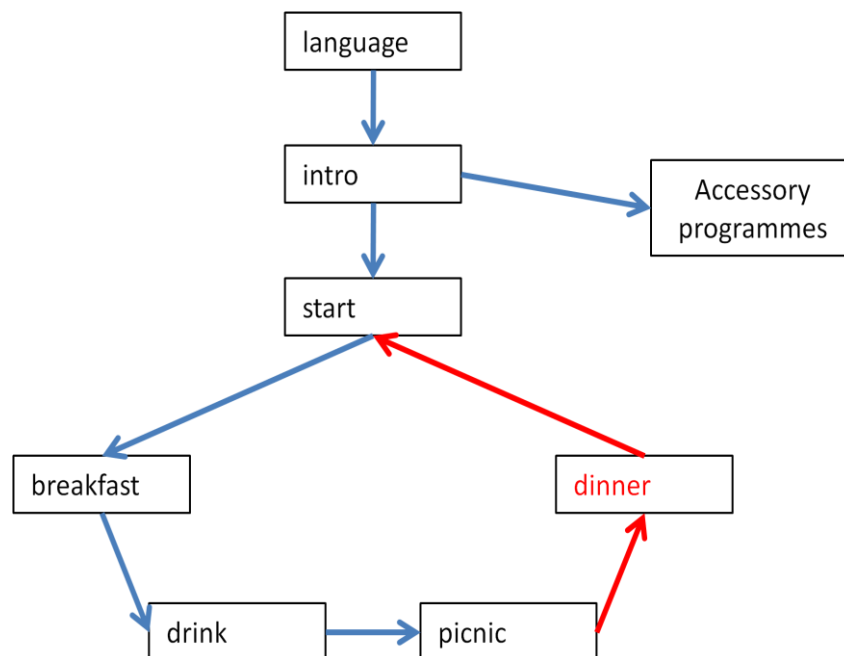 language
intro
Accessory
programmes
start
breakfast
dinner
drink
picnic